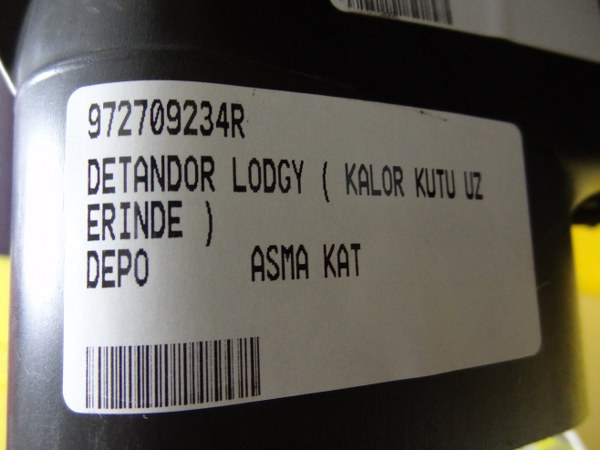 972709234R
DETANDOR LODGY ( KALOR KUTU UZ
ERINDE )
DEPO ASMA KAT